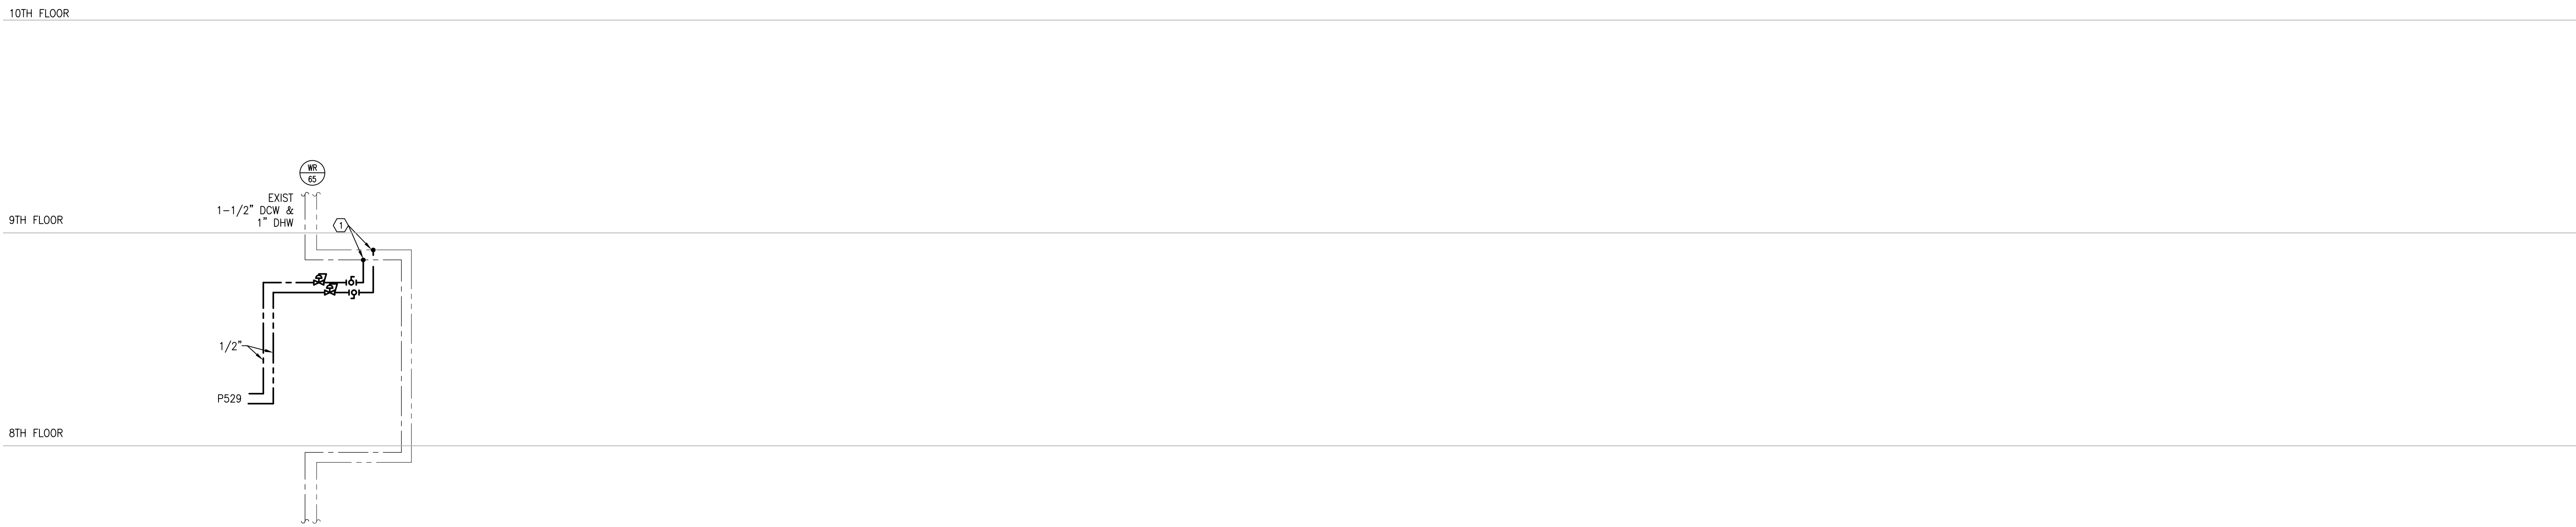 10TH FLOOR
WR
65
EXIST
1-1/2" DCW &
1" DHW
9TH FLOOR
1
1/2"
P529
8TH FLOOR